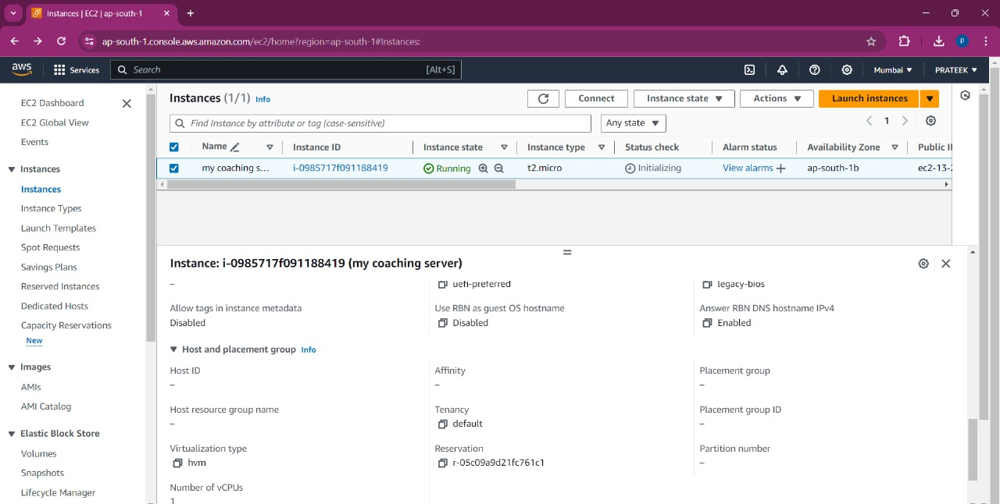 Instances | EC2 | ap-south-1
ap-south-1.console.aws.amazon.com/ec2/home?region=ap-south-1#Instances:
P
aws
Services
Search
[Alt+S]
Mumbai
PRATEEK
EC2 Dashboard
EC2 Global View
Events
Instances
Instances
Instance Types
Launch Templates
Spot Requests
Savings Plans
Reserved Instances
Dedicated Hosts
Capacity Reservations
New
Images
AMIs
AMI Catalog
Elastic Block Store
Volumes
Snapshots
Lifecycle Manager
Instances (1/1) Info
Connect
Instance state
Actions
Launch instances
Find Instance by attribute or tag (case-sensitive)
Any state
1
Name
Instance ID
Instance state
Instance type
Status check
Alarm status
Availability Zone
Public
my coaching s...
i-0985717f091188419
Running
t2.micro
Initializing
View alarms +
ap-south-1b
ec2-13-
Instance: i-0985717f091188419 (my coaching server)
–
uefi-preferred
legacy-bios
Allow tags in instance metadata
Disabled
Use RBN as guest OS hostname
Disabled
Answer RBN DNS hostname IPv4
Enabled
Host and placement group Info
Host ID
–
Affinity
–
Placement group
–
Host resource group name
–
Tenancy
default
Placement group ID
–
Virtualization type
hvm
Reservation
r-05c09a9d21fc761c1
Partition number
–
Number of vCPUs
1